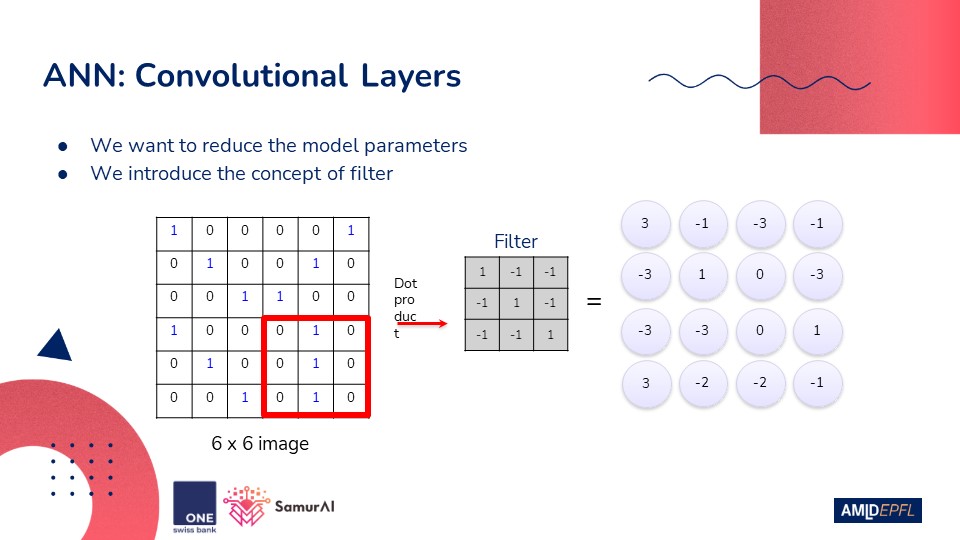 ANN: Convolutional Layers
● We want to reduce the model parameters
● We introduce the concept of filter
1 0 0 0 0 1
0 1 0 0 1 0
0 0 1 1 0 0
1 0 0 0 1 0
0 1 0 0 1 0
0 0 1 0 1 0
6 x 6 image
Dot
pro
duc
t
Filter
1 -1 -1
-1 1 -1
-1 -1 1
=
3 -1 -3 -1
-3 1 0 -3
-3 -3 0 1
3 -2 -2 -1
ONE
swiss bank
SamurAI
AMLDEPFL